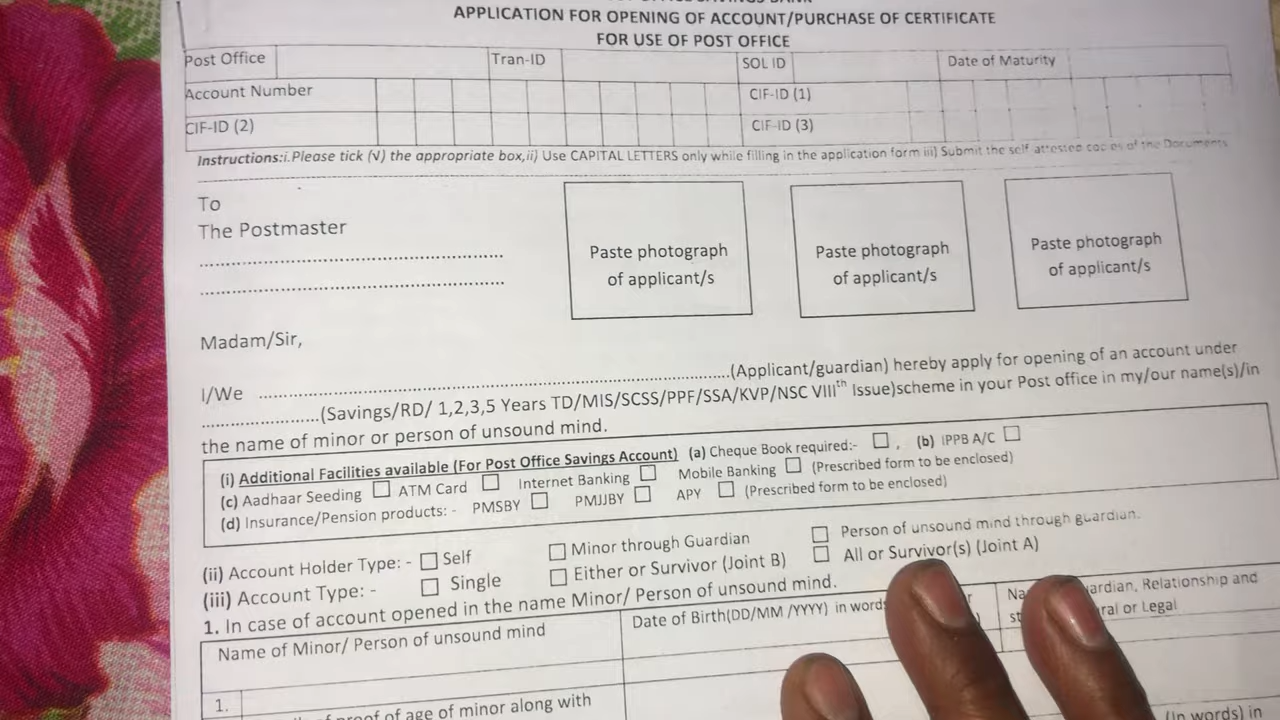 APPLICATION FOR OPENING OF ACCOUNT/PURCHASE OF CERTIFICATE
FOR USE OF POST OFFICE
Post Office Tran-ID SOL ID Date of Maturity
Account Number CIF-ID (1)
CIF-ID (2) CIF-ID (3)
Instructions:i.Please tick (√) the appropriate box,ii) Use CAPITAL LETTERS only while filling in the application form iii) Submit the self attested copies of the Documents
To
The Postmaster
Paste photograph
of applicant/s
Paste photograph
of applicant/s
Paste photograph
of applicant/s
Madam/Sir,
I/We ..........(Applicant/guardian) hereby apply for opening of an account under
..........(Savings/RD/ 1,2,3,5 Years TD/MIS/SCSS/PPF/SSA/KVP/NSC VIIIth Issue)scheme in your Post office in my/our name(s)/in
the name of minor or person of unsound mind.
(i) Additional Facilities available (For Post Office Savings Account) (a) Cheque Book required:- ☐ , (b) IPPB A/C ☐
(c) Aadhaar Seeding ☐ ATM Card ☐ Internet Banking ☐ Mobile Banking ☐ (Prescribed form to be enclosed)
(d) Insurance/Pension products: - PMSBY ☐ PMJJBY ☐ APY ☐ (Prescribed form to be enclosed)
(ii) Account Holder Type: - ☐ Self ☐ Minor through Guardian ☐ Person of unsound mind through guardian.
(iii) Account Type: - ☐ Single ☐ Either or Survivor (Joint B) ☐ All or Survivor(s) (Joint A)
1. In case of account opened in the name Minor/ Person of unsound mind.
Name of Minor/ Person of unsound mind Date of Birth(DD/MM /YYYY) in words
Relationship and
or Legal
1.
proof of age of minor along with
(In words) in